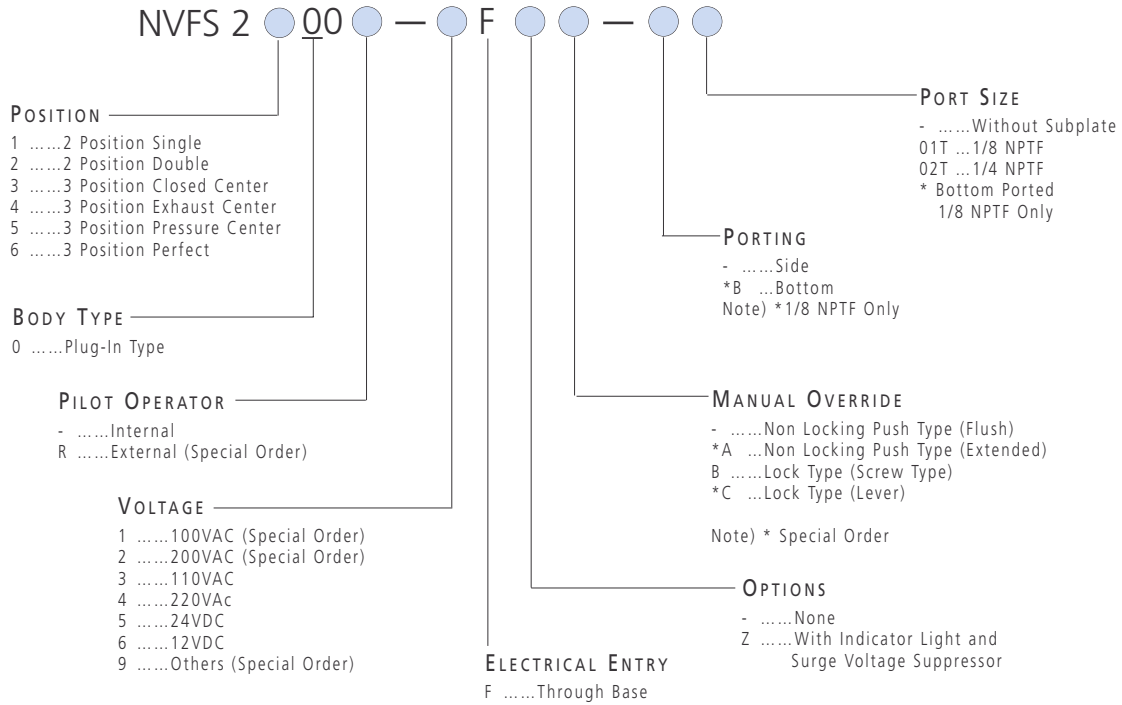 NVFS 2 00 — F —
POSITION
1 ......2 Position Single
2 ......2 Position Double
3 ......3 Position Closed Center
4 ......3 Position Exhaust Center
5 ......3 Position Pressure Center
6 ......3 Position Perfect
BODY TYPE
0 ......Plug-In Type
PILOT OPERATOR
- ......Internal
R ......External (Special Order)
VOLTAGE
1 ......100VAC (Special Order)
2 ......200VAC (Special Order)
3 ......110VAC
4 ......220VAc
5 ......24VDC
6 ......12VDC
9 ......Others (Special Order)
ELECTRICAL ENTRY
F ......Through Base
OPTIONS
- ......None
Z ......With Indicator Light and
Surge Voltage Suppressor
MANUAL OVERRIDE
- ......Non Locking Push Type (Flush)
*A ...Non Locking Push Type (Extended)
B ......Lock Type (Screw Type)
*C ...Lock Type (Lever)
Note) * Special Order
PORTING
- ......Side
*B ...Bottom
Note) *1/8 NPTF Only
PORT SIZE
- ......Without Subplate
01T ...1/8 NPTF
02T ...1/4 NPTF
* Bottom Ported
1/8 NPTF Only